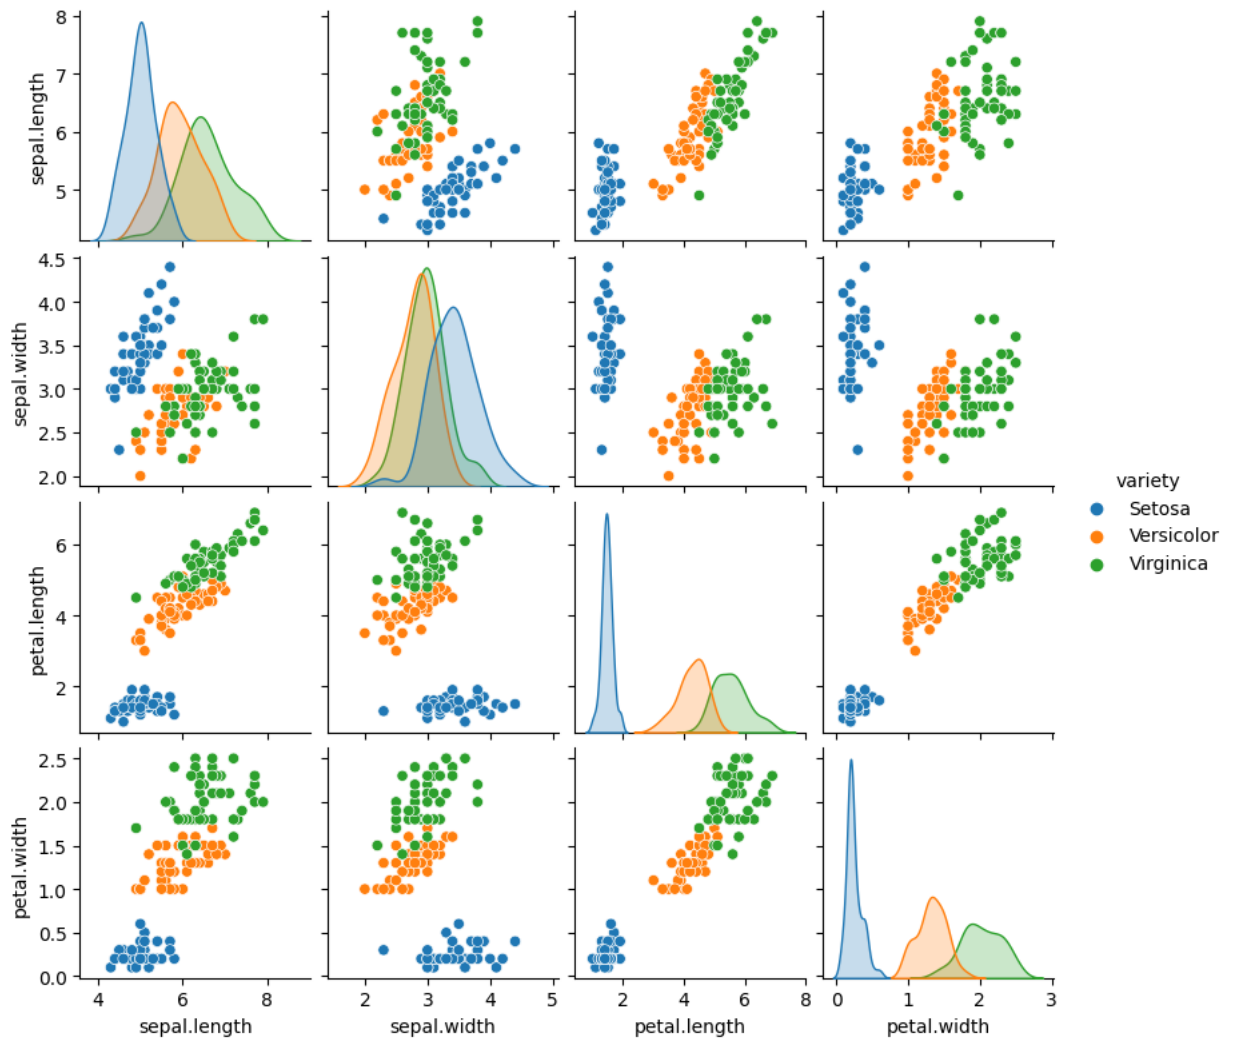 8
7
6
5
sepal.length
4.5
4.0
3.5
3.0
2.5
2.0
sepal.width
variety
Setosa
Versicolor
Virginica
6
4
2
petal.length
2.5
2.0
1.5
1.0
0.5
0.0
petal.width
4 6 8 2 3 4 5 2 4 6 8 0 1 2 3
sepal.length sepal.width petal.length petal.width